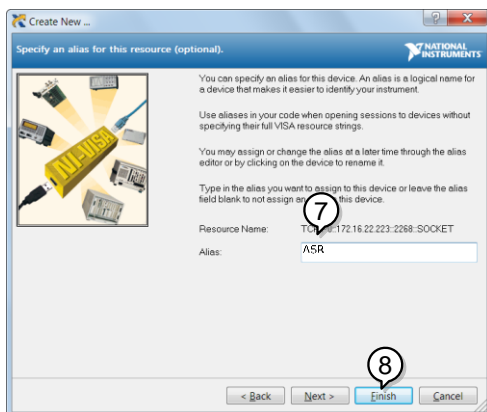 Create New ...
Specify an alias for this resource (optional).
NATIONAL
INSTRUMENTS
You can specify an alias for this device. An alias is a logical name for
a device that makes it easier to identify your instrument.
Use aliases in your code when opening sessions to devices without
specifying their full VISA resource strings.
You may assign or change the alias at a later time through the alias
editor or by clicking on the device to rename it.
Type in the alias you want to assign to this device or leave the alias
field blank to not assign this device.
7
Resource Name: 172.16.22.223::2268::SOCKET
Alias: ASR
NI-VISA
8
< Back Next > Finish Cancel